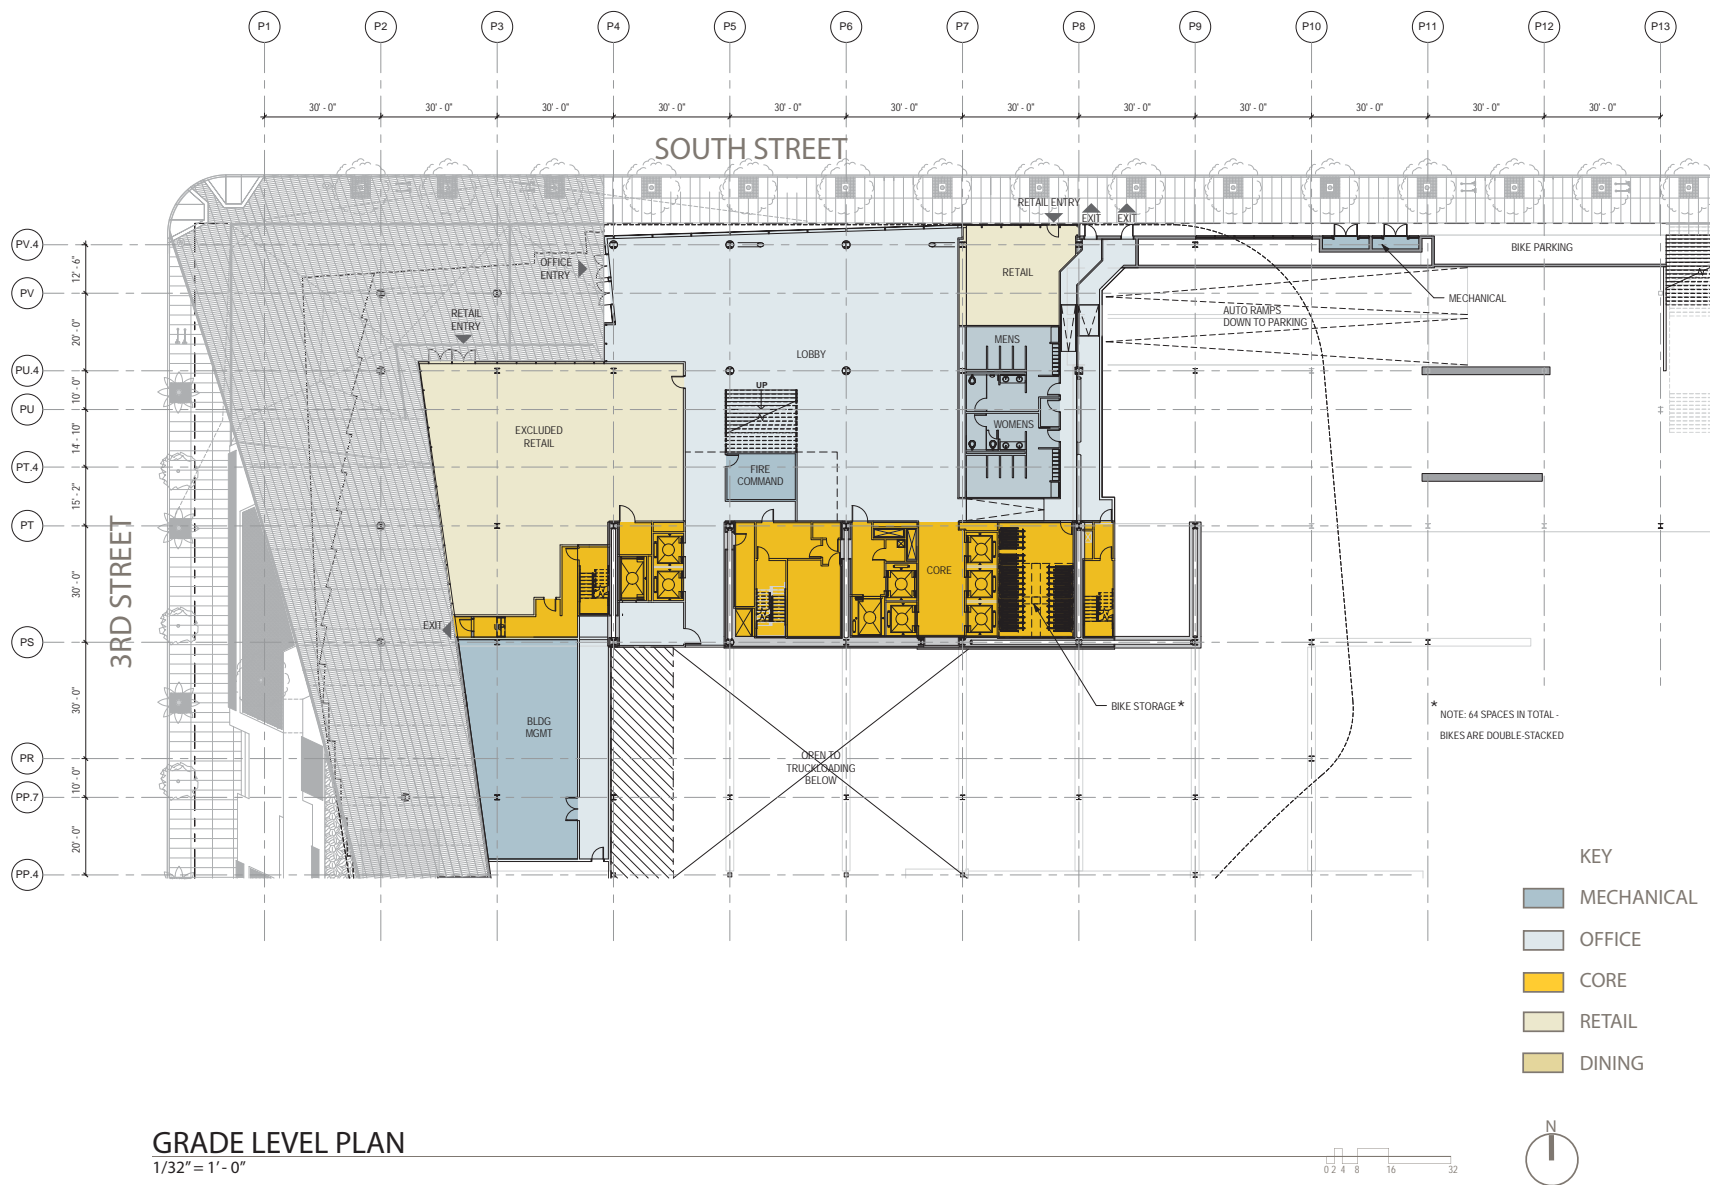 P1 P2 P3 P4 P5 P6 P7 P8 P9 P10 P11 P12 P13
30' - 0" 30' - 0" 30' - 0" 30' - 0" 30' - 0" 30' - 0" 30' - 0" 30' - 0" 30' - 0" 30' - 0" 30' - 0" 30' - 0"
SOUTH STREET
RETAIL ENTRY
EXIT
EXIT
PV.4
12' - 6"
PV
20' - 0"
PU.4
10' - 0"
PU
14' - 10"
PT.4
15' - 2"
PT
30' - 0"
PS
30' - 0"
PR
10' - 0"
PP.7
20' - 0"
PP.4
3RD STREET
OFFICE
ENTRY
RETAIL
ENTRY
RETAIL
BIKE PARKING
MECHANICAL
AUTO RAMPS
DOWN TO PARKING
LOBBY
MENS
UP
WOMENS
EXCLUDED
RETAIL
FIRE
COMMAND
CORE
EXIT
UP
BLDG
MGMT
OPEN TO
TRUCKLOADING
BELOW
BIKE STORAGE *
* NOTE: 64 SPACES IN TOTAL -
BIKES ARE DOUBLE-STACKED
KEY
MECHANICAL
OFFICE
CORE
RETAIL
DINING
GRADE LEVEL PLAN
1/32" = 1' - 0"
0 2 4 8 16 32
N